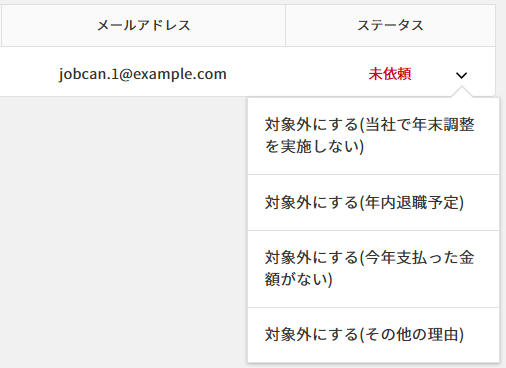 メールアドレス ステータス
jobcan.1@example.com 未依頼
対象外にする(当社で年末調整
を実施しない)
対象外にする(年内退職予定)
対象外にする(今年支払った金
額がない)
対象外にする(その他の理由)